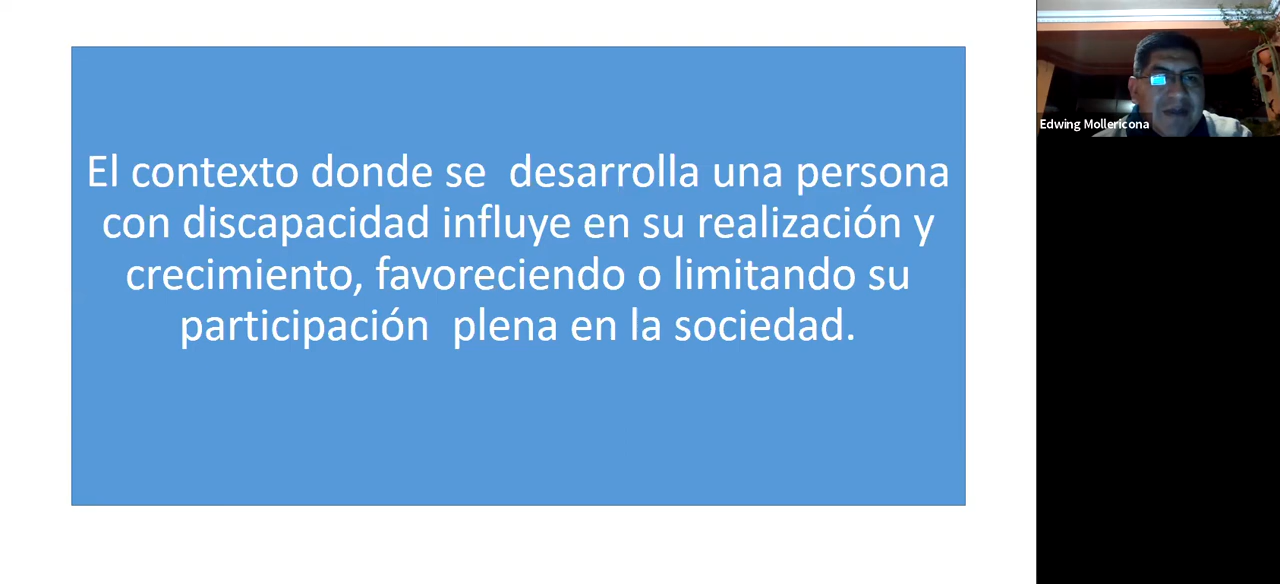 El contexto donde se  desarrolla una persona
con discapacidad influye en su realización y
crecimiento, favoreciendo o limitando su
participación  plena en la sociedad.
Edwing Mollericona